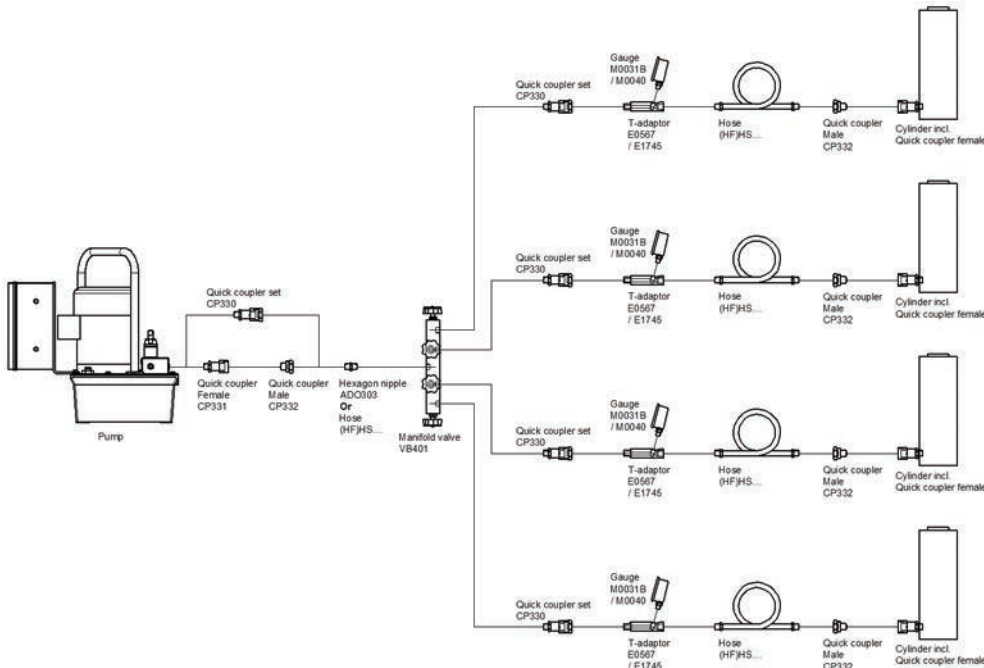 Gauge
M0031B
/ M0040
Quick coupler set
CP330
T-adaptor
E0567
/ E1745
Hose
(HF)HS...
Quick coupler
Male
CP332
Cylinder incl.
Quick coupler female
Gauge
M0031B
/ M0040
Quick coupler set
CP330
T-adaptor
E0567
/ E1745
Hose
(HF)HS...
Quick coupler
Male
CP332
Cylinder incl.
Quick coupler female
Quick coupler set
CP330
Quick coupler
Female
CP331
Quick coupler
Male
CP332
Hexagon nipple
ADO303
Or
Hose
(HF)HS...
Manifold valve
VB401
Pump
Gauge
M0031B
/ M0040
Quick coupler set
CP330
T-adaptor
E0567
/ E1745
Hose
(HF)HS...
Quick coupler
Male
CP332
Cylinder incl.
Quick coupler female
Gauge
M0031B
/ M0040
Quick coupler set
CP330
T-adaptor
E0567
/ E1745
Hose
(HF)HS...
Quick coupler
Male
CP332
Cylinder incl.
Quick coupler female